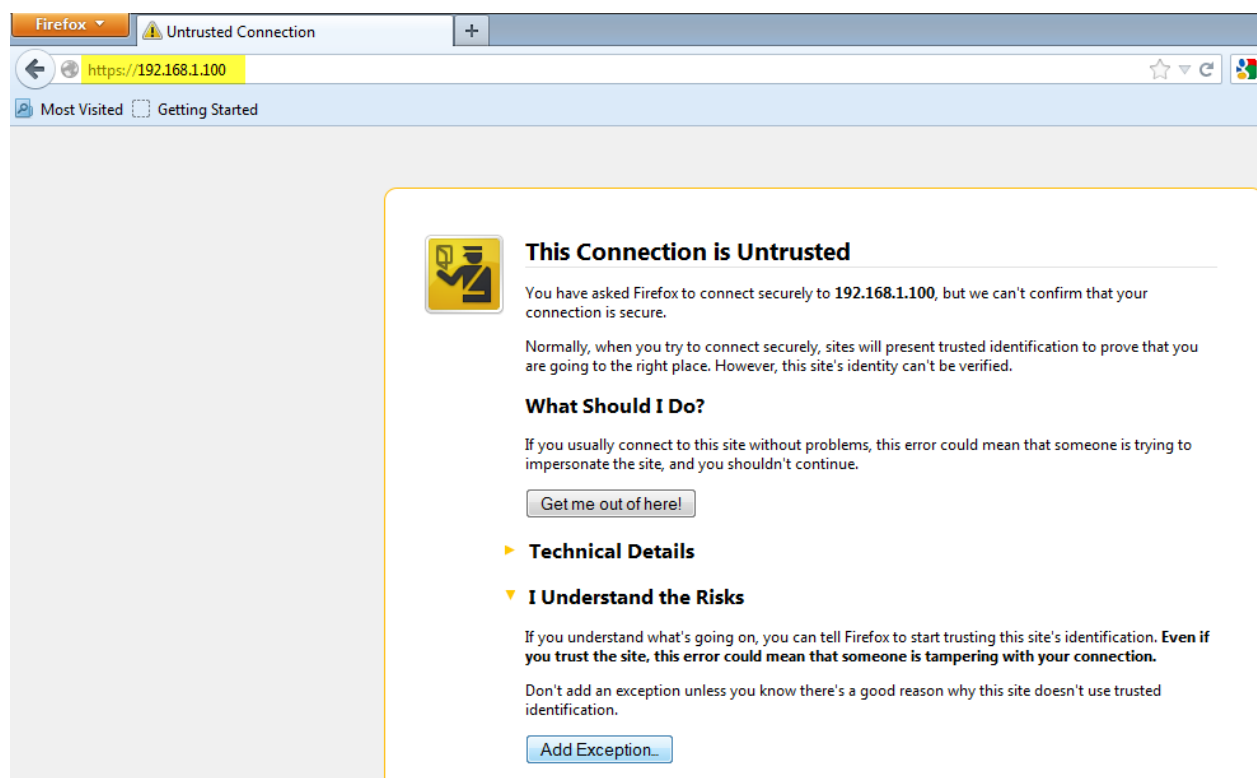 Firefox
Untrusted Connection
https://192.168.1.100
Most Visited Getting Started
This Connection is Untrusted
You have asked Firefox to connect securely to 192.168.1.100, but we can't confirm that your
connection is secure.
Normally, when you try to connect securely, sites will present trusted identification to prove that you
are going to the right place. However, this site's identity can't be verified.
What Should I Do?
If you usually connect to this site without problems, this error could mean that someone is trying to
impersonate the site, and you shouldn't continue.
Get me out of here!
Technical Details
I Understand the Risks
If you understand what's going on, you can tell Firefox to start trusting this site's identification. Even if
you trust the site, this error could mean that someone is tampering with your connection.
Don't add an exception unless you know there's a good reason why this site doesn't use trusted
identification.
Add Exception...